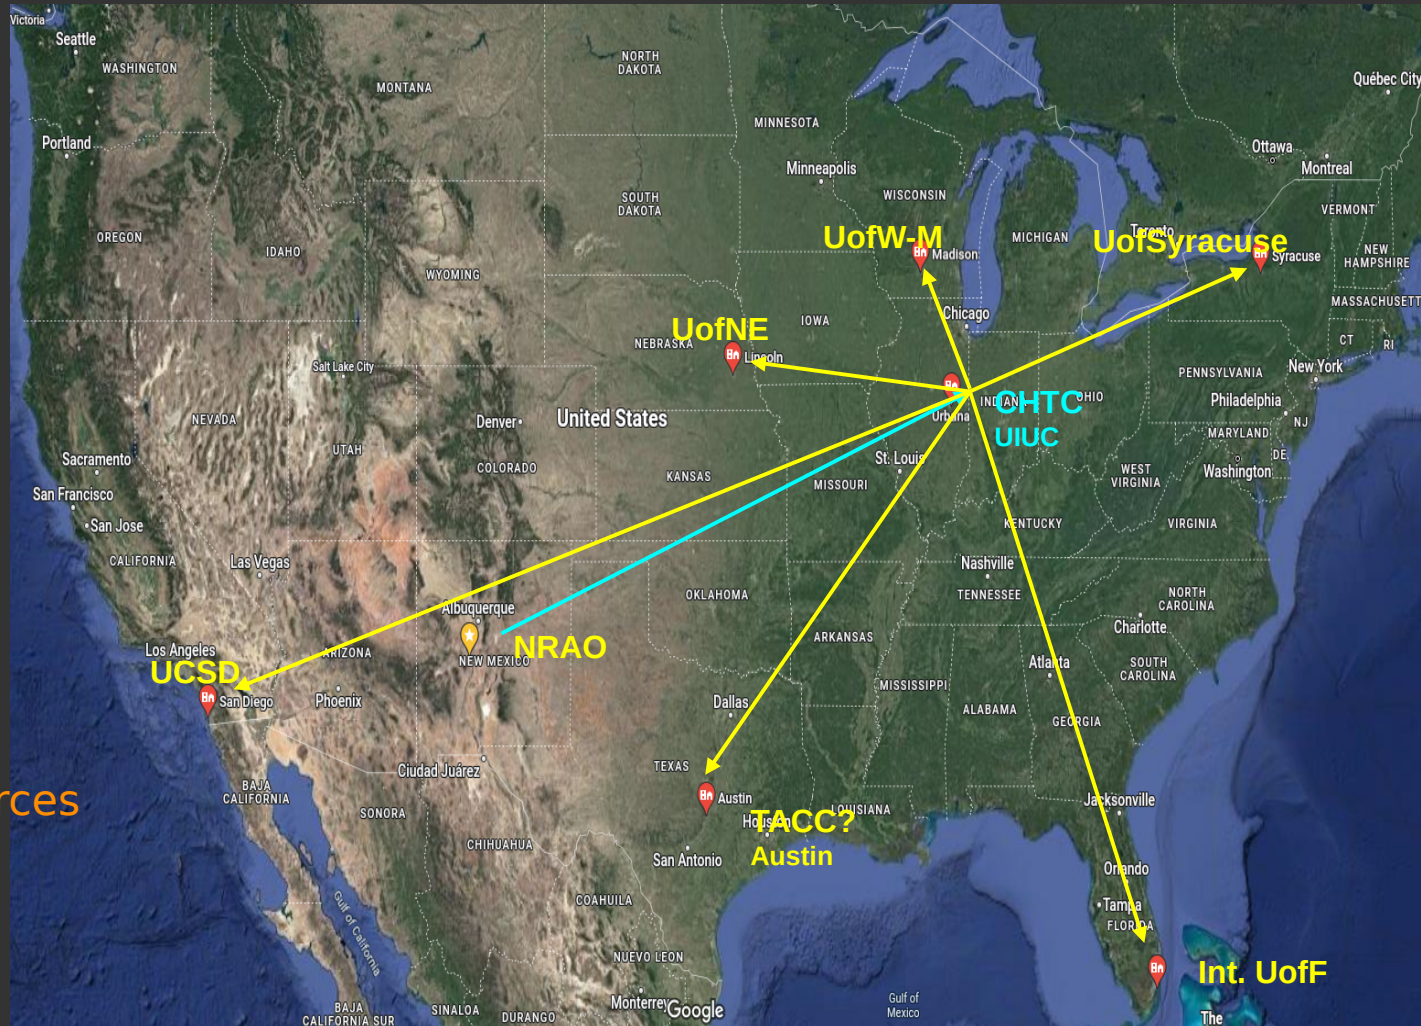 Victoria
Seattle
WASHINGTON
MONTANA
NORTH
DAKOTA
Québec City
MINNESOTA
Portland
Ottawa
Montreal
Minneapolis
WISCONSIN
SOUTH
DAKOTA
VERMONT
OREGON
IDAHO
UofW-M
MICHIGAN
Toronto
UofSyracuse
Madison
Syracuse
NEW
HAMPSHIRE
WYOMING
MASSACHUSETT
Chicago
IOWA
UofNE
NEBRASKA
Lincoln
CT
RI
Salt Lake City
PENNSYLVANIA
New York
NEVADA
Denver
United States
Urbana
INDIANA
CHTC
OHIO
Philadelphia
UIUC
NJ
MARYLAND
DE
UTAH
Sacramento
COLORADO
KANSAS
St. Louis
MISSOURI
WEST
VIRGINIA
Washington
San Francisco
San Jose
KENTUCKY
VIRGINIA
CALIFORNIA
Las Vegas
Nashville
TENNESSEE
OKLAHOMA
NORTH
CAROLINA
Albuquerque
Charlotte
ARKANSAS
Los Angeles
ARIZONA
NEW MEXICO
NRAO
Atlanta
SOUTH
CAROLINA
UCSD
San Diego
Phoenix
MISSISSIPPI
Dallas
ALABAMA
GEORGIA
TEXAS
Ciudad Juárez
BAJA
CALIFORNIA
rces
SONORA
Austin
Jacksonville
TACC?
Houston
LOUISIANA
Austin
CHIHUAHUA
San Antonio
Orlando
COAHUILA
Tampa
FLORIDA
Gulf of California
NUEVO LEON
Int. UofF
BAJA
CALIFORNIA SUR
SINALOA
DURANGO
Monterrey
Google
Gulf of
Mexico
The